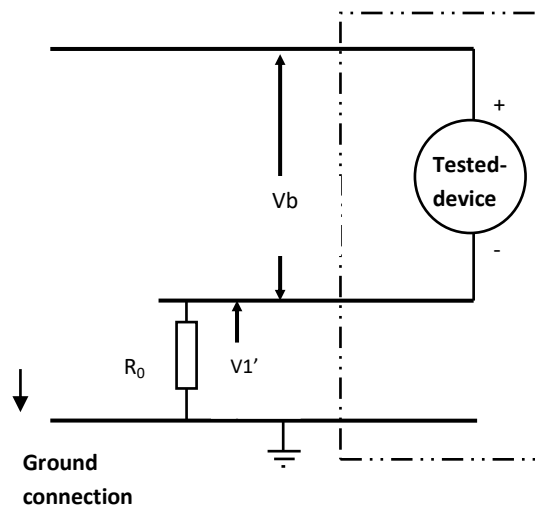 +
Tested-
device
Vb
-
R₀
V1’
Ground
connection